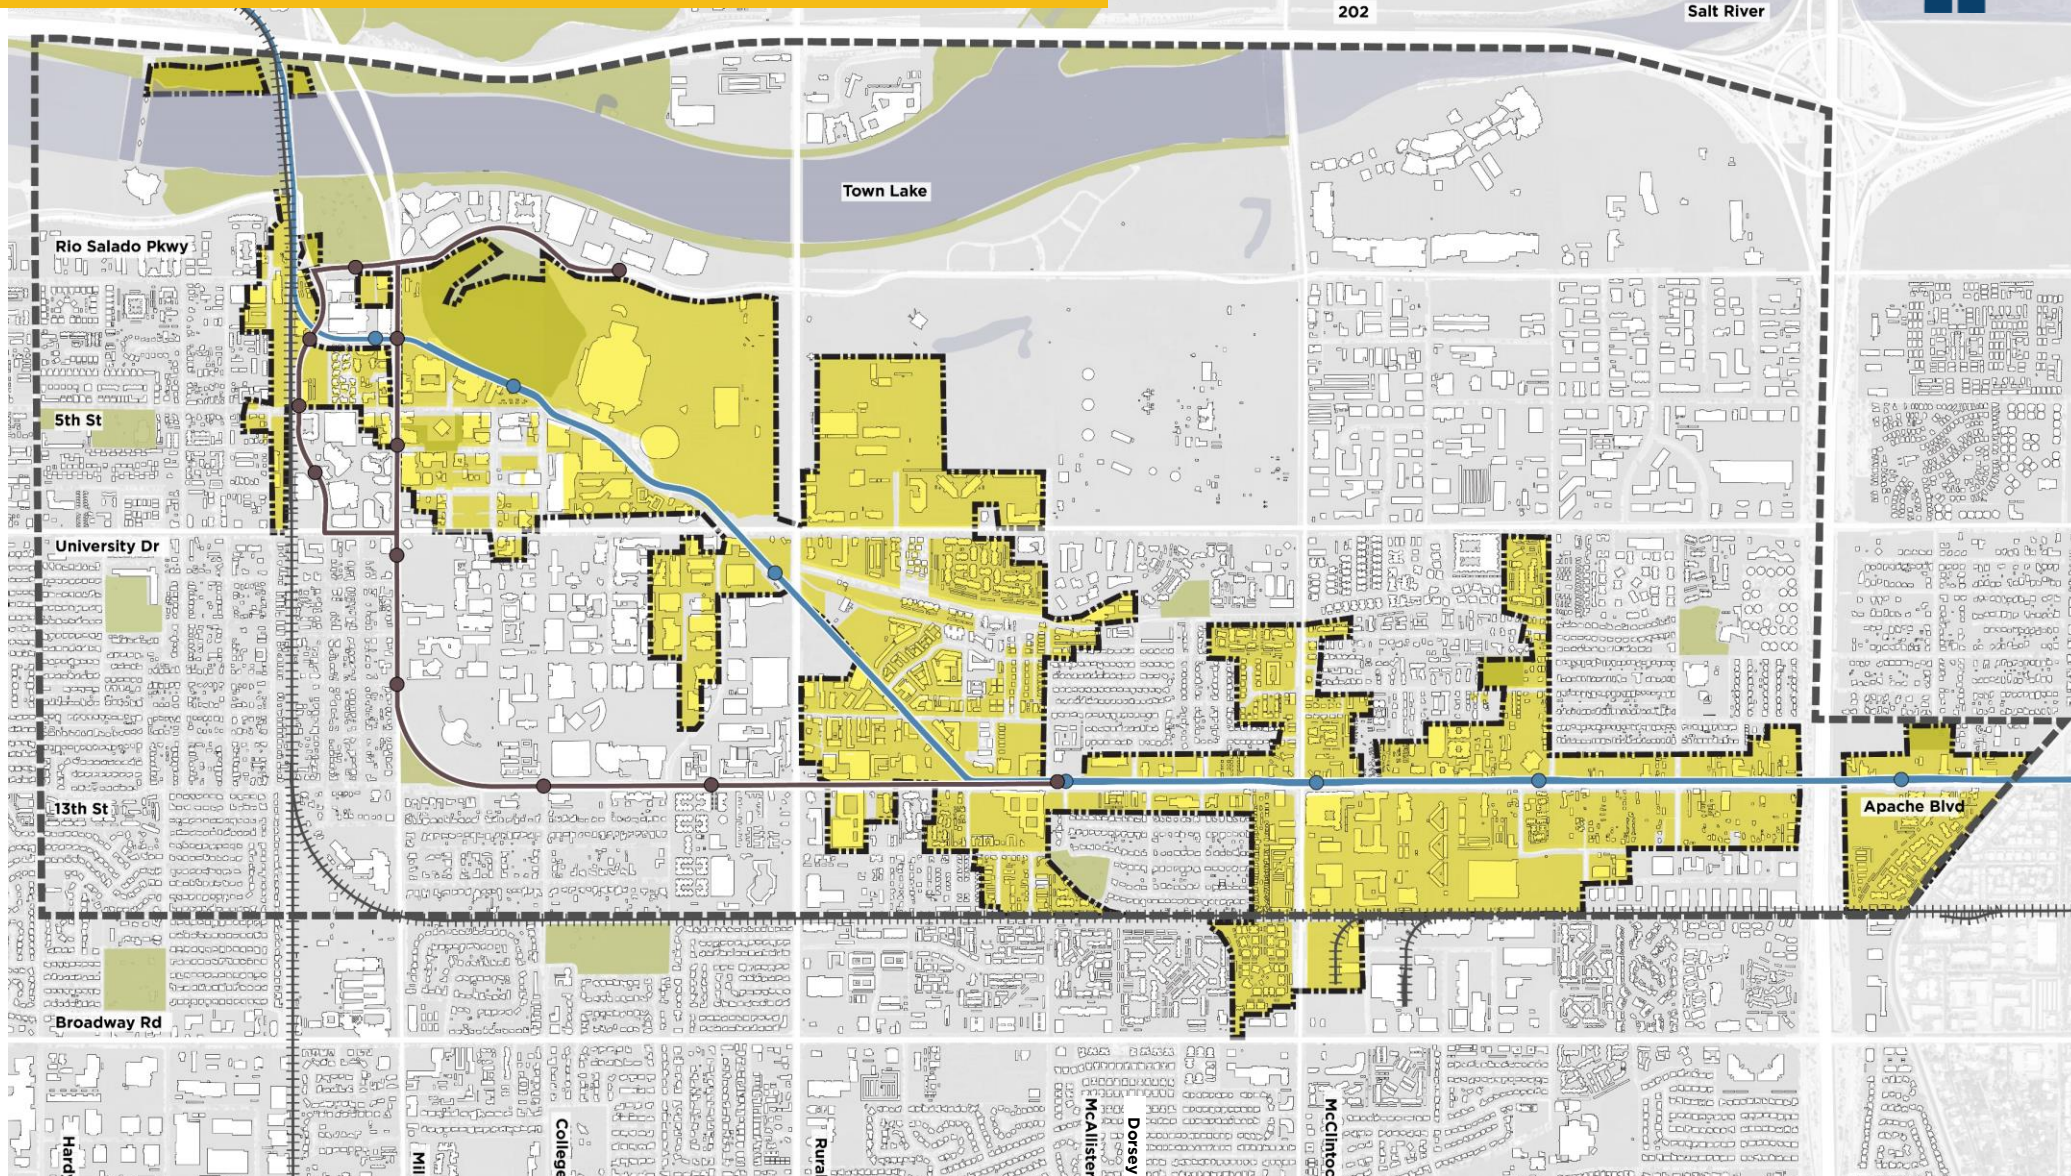 202
Salt River
Town Lake
Rio Salado Pkwy
5th St
University Dr
13th St
Apache Blvd
Broadway Rd
Hard
Mil
College
Rural
McAllister
Dorsey
McClintoc